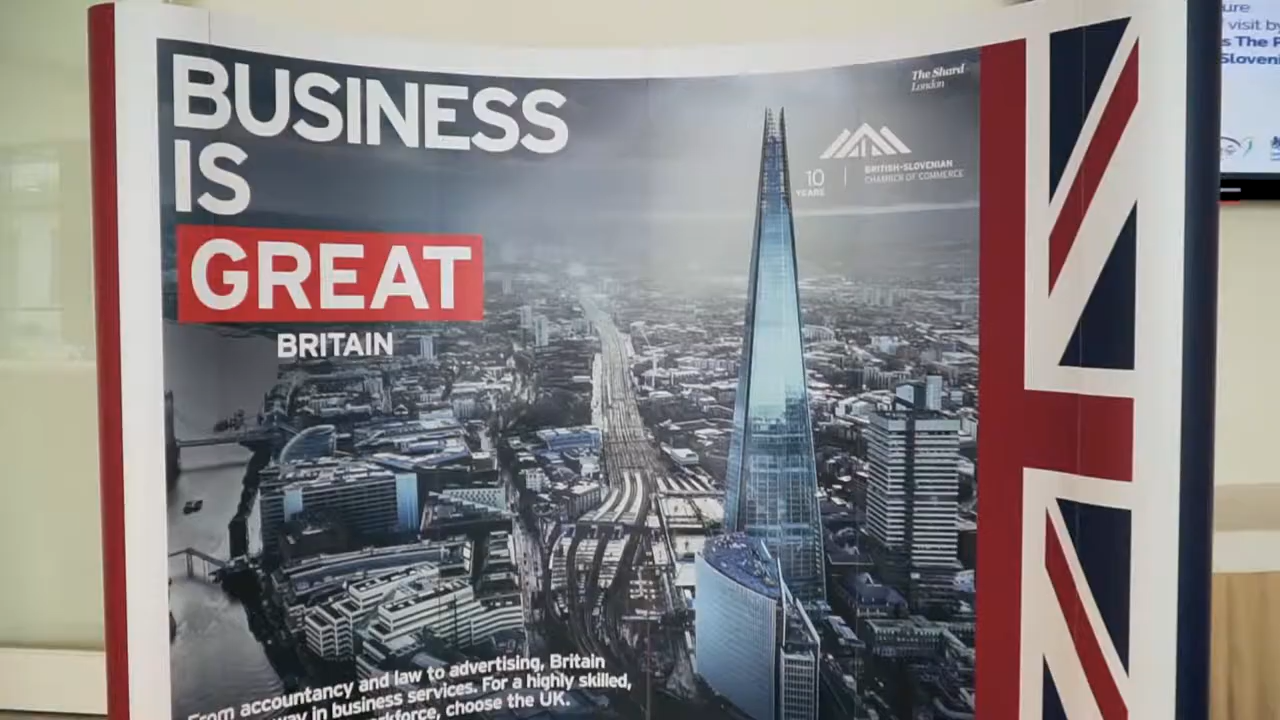 BUSINESS
IS
GREAT
BRITAIN
The Shard
London
10
YEARS
BRITISH-SLOVENIAN
CHAMBER OF COMMERCE
From accountancy and law to advertising, Britain
in business services. For a highly skilled,
choose the UK.
visit by
The